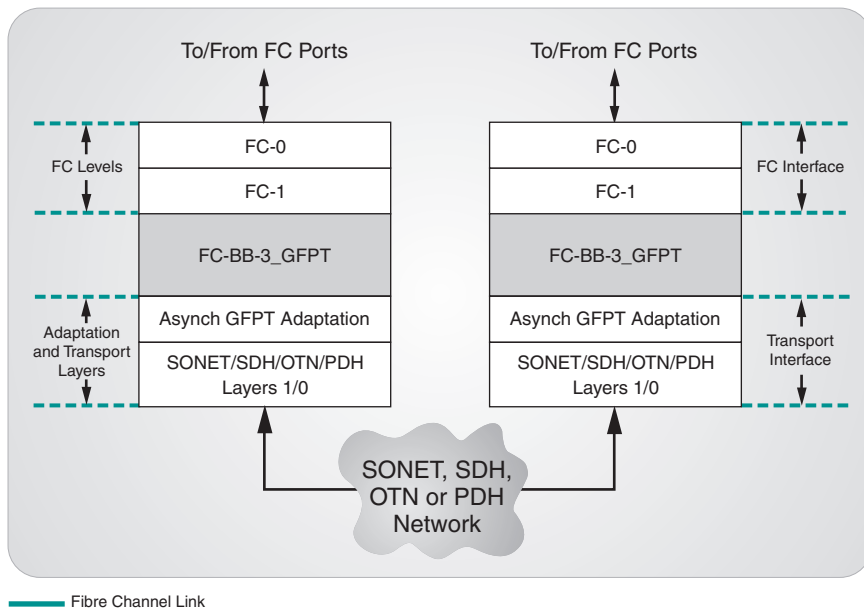 To/From FC Ports
To/From FC Ports
FC Levels
FC-0
FC-1
FC-BB-3_GFPT
Adaptation
and Transport
Layers
Asynch GFPT Adaptation
SONET/SDH/OTN/PDH
Layers 1/0
FC-0
FC-1
FC Interface
FC-BB-3_GFPT
Asynch GFPT Adaptation
SONET/SDH/OTN/PDH
Layers 1/0
Transport
Interface
SONET, SDH,
OTN or PDH
Network
Fibre Channel Link